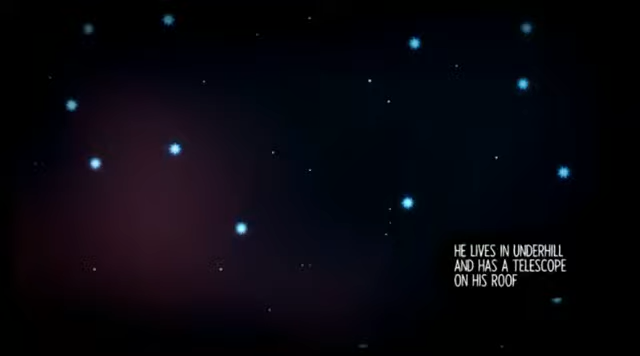 HE LIVES IN UNDERHILL
AND HAS A TELESCOPE
ON HIS ROOF